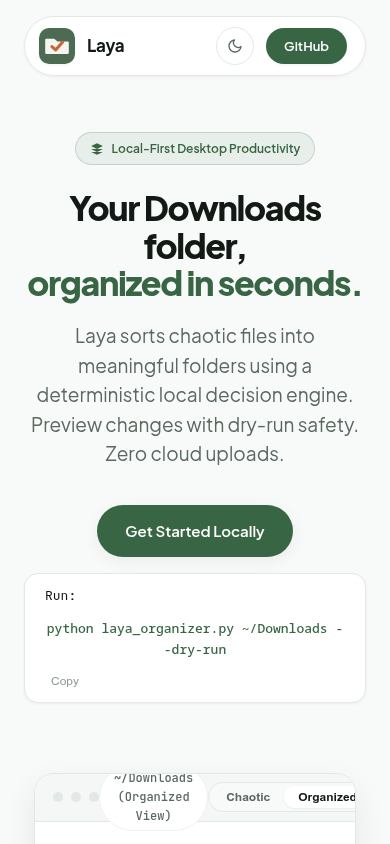 Laya
GitHub
Local-First Desktop Productivity
Your Downloads
folder,
organized in seconds.
Laya sorts chaotic files into
meaningful folders using a
deterministic local decision engine.
Preview changes with dry-run safety.
Zero cloud uploads.
Get Started Locally
Run:
python laya_organizer.py ~/Downloads -
-dry-run
Copy
~/Downloads
(Organized
View)
Chaotic
Organized